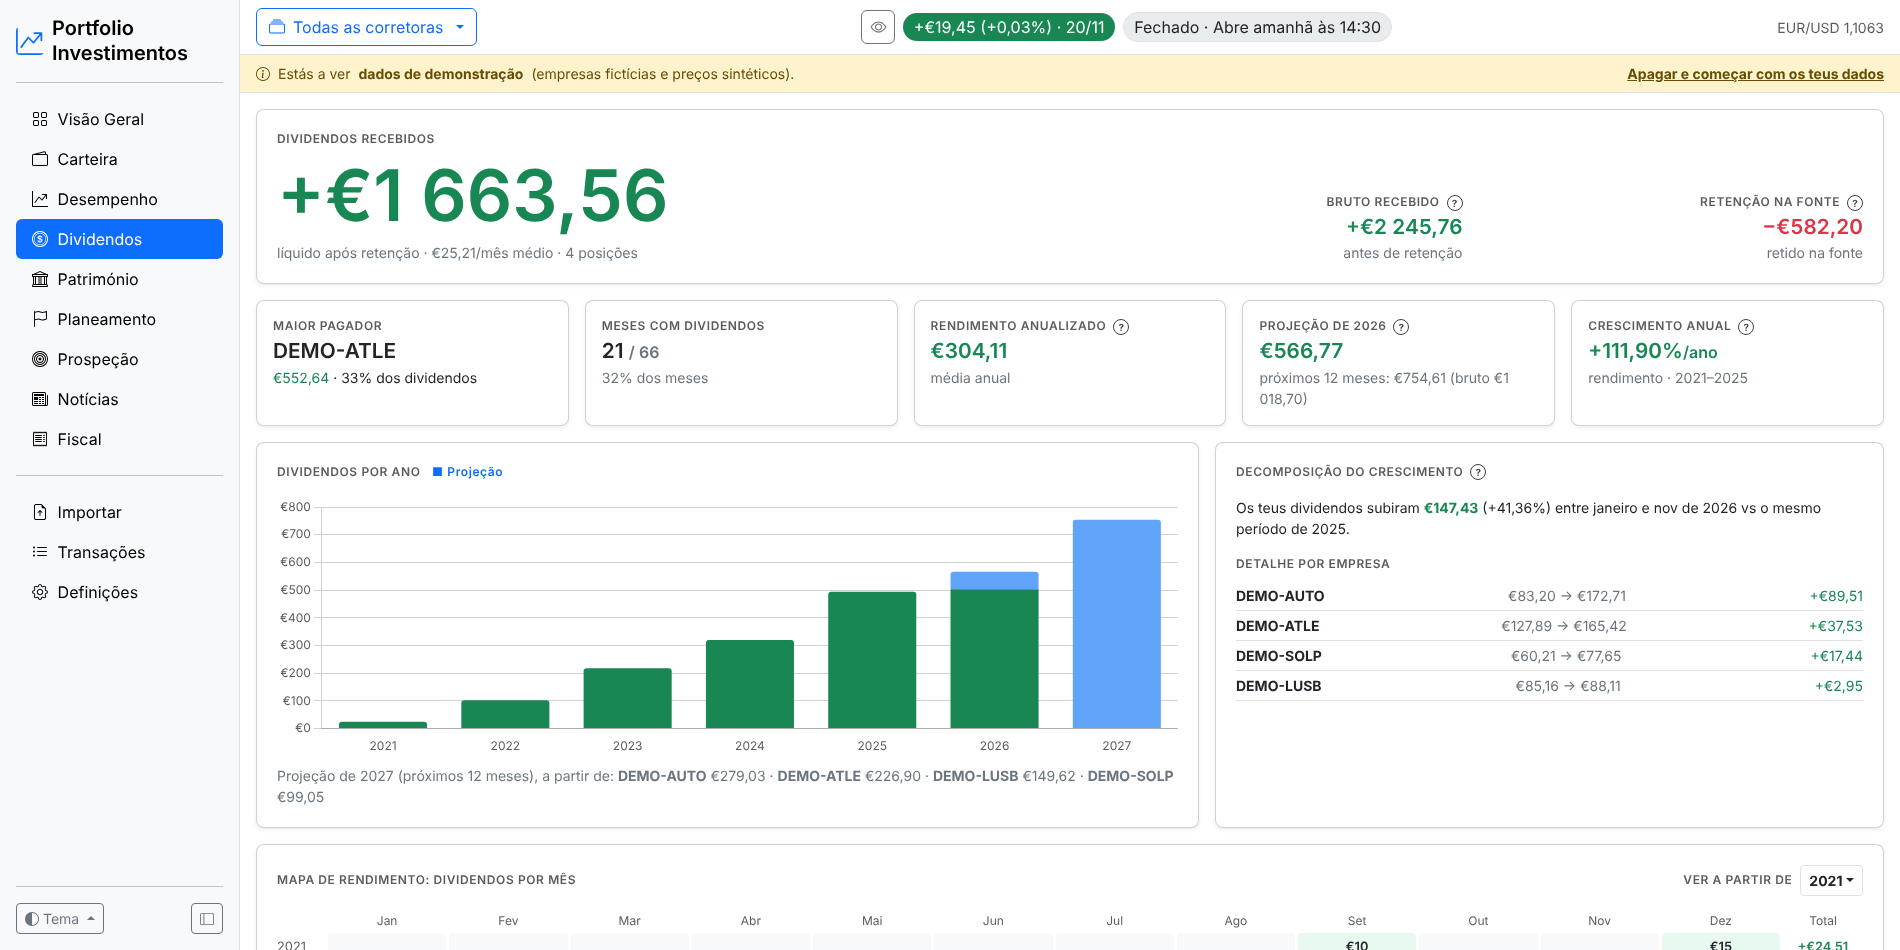 Portfolio
Investimentos
Visão Geral
Carteira
Desempenho
Dividendos
Património
Planeamento
Prospeção
Notícias
Fiscal
Importar
Transações
Definições
Tema
Todas as corretoras
+€19,45 (+0,03%) · 20/11
Fechado · Abre amanhã às 14:30
EUR/USD 1,1063
Estás a ver dados de demonstração (empresas fictícias e preços sintéticos).
Apagar e começar com os teus dados
DIVIDENDOS RECEBIDOS
+€1 663,56
líquido após retenção · €25,21/mês médio · 4 posições
BRUTO RECEBIDO ?
+€2 245,76
antes de retenção
RETENÇÃO NA FONTE ?
−€582,20
retido na fonte
MAIOR PAGADOR
DEMO-ATLE
€552,64 · 33% dos dividendos
MESES COM DIVIDENDOS
21 / 66
32% dos meses
RENDIMENTO ANUALIZADO ?
€304,11
média anual
PROJEÇÃO DE 2026 ?
€566,77
próximos 12 meses: €754,61 (bruto €1
018,70)
CRESCIMENTO ANUAL ?
+111,90%/ano
rendimento · 2021–2025
DIVIDENDOS POR ANO Projeção
€800
€700
€600
€500
€400
€300
€200
€100
€0
2021 2022 2023 2024 2025 2026 2027
Projeção de 2027 (próximos 12 meses), a partir de: DEMO-AUTO €279,03 · DEMO-ATLE €226,90 · DEMO-LUSB €149,62 · DEMO-SOLP
€99,05
DECOMPOSIÇÃO DO CRESCIMENTO ?
Os teus dividendos subiram €147,43 (+41,36%) entre janeiro e nov de 2026 vs o mesmo
período de 2025.
DETALHE POR EMPRESA
DEMO-AUTO €83,20 → €172,71 +€89,51
DEMO-ATLE €127,89 → €165,42 +€37,53
DEMO-SOLP €60,21 → €77,65 +€17,44
DEMO-LUSB €85,16 → €88,11 +€2,95
MAPA DE RENDIMENTO: DIVIDENDOS POR MÊS
VER A PARTIR DE 2021
Jan Fev Mar Abr Mai Jun Jul Ago Set Out Nov Dez Total
2021 €10 €15 +€24,51